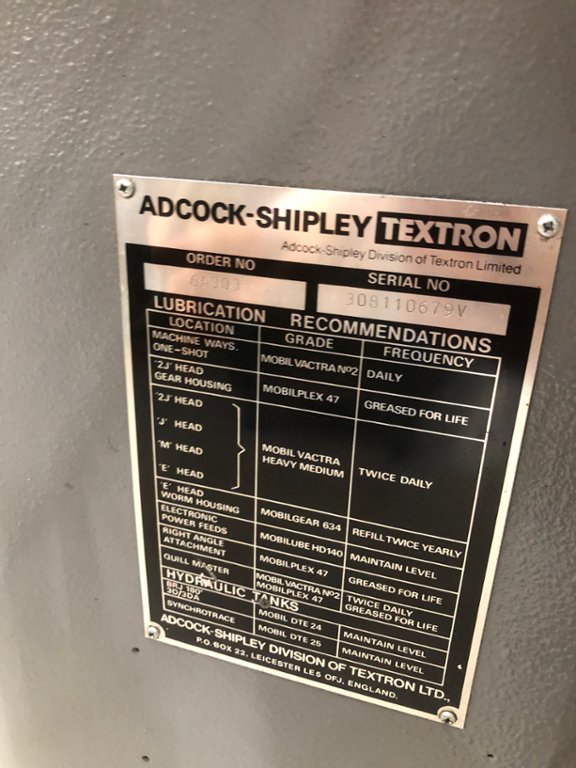 ADCOCK-SHIPLEY TEXTRON
Adcock-Shipley Division of Textron Limited
ORDER NO SERIAL NO
308110679V
LUBRICATION RECOMMENDATIONS
LOCATION GRADE FREQUENCY
MACHINE WAYS. ONE-SHOT MOBIL VACTRA Nº2 DAILY
'2J' HEAD GEAR HOUSING MOBILPLEX 47 GREASED FOR LIFE
'2J' HEAD
'J' HEAD
'M' HEAD
'E' HEAD
MOBIL VACTRA HEAVY MEDIUM TWICE DAILY
'E' HEAD WORM HOUSING MOBILGEAR 634 REFILL TWICE YEARLY
ELECTRONIC POWER FEEDS MOBILUBE HD140 MAINTAIN LEVEL
RIGHT ANGLE ATTACHMENT MOBILPLEX 47 GREASED FOR LIFE
QUILL MASTER MOBIL VACTRA Nº2 TWICE DAILY
MOBILPLEX 47 GREASED FOR LIFE
HYDRAULIC TANKS
BRJ 180° 3D/3DA MOBIL DTE 24 MAINTAIN LEVEL
SYNCHROTRACE MOBIL DTE 25 MAINTAIN LEVEL
ADCOCK-SHIPLEY DIVISION OF TEXTRON LTD.,
P.O. BOX 22, LEICESTER LE5 OFJ, ENGLAND.